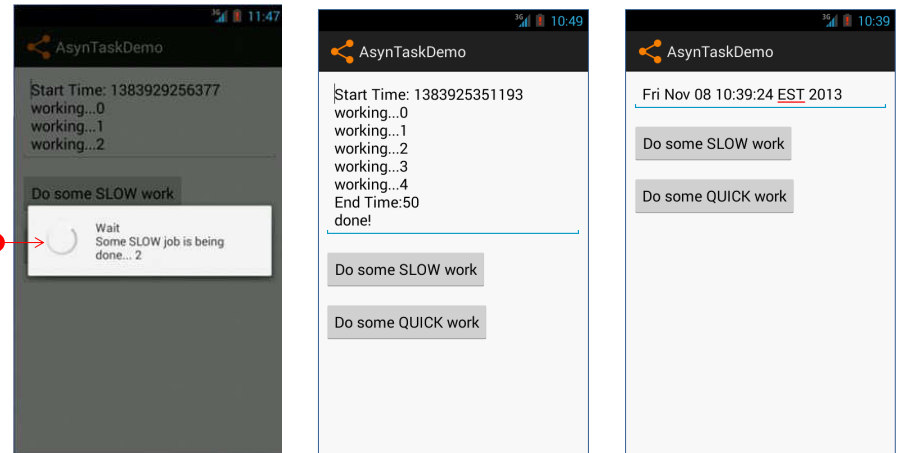 3G 11:47
AsynTaskDemo
Start Time: 1383929256377
working...0
working...1
working...2
Do some SLOW work
Wait
Some SLOW job is being
done... 2
3G 10:49
AsynTaskDemo
Start Time: 1383925351193
working...0
working...1
working...2
working...3
working...4
End Time:50
done!
Do some SLOW work
Do some QUICK work
3G 10:39
AsynTaskDemo
Fri Nov 08 10:39:24 EST 2013
Do some SLOW work
Do some QUICK work